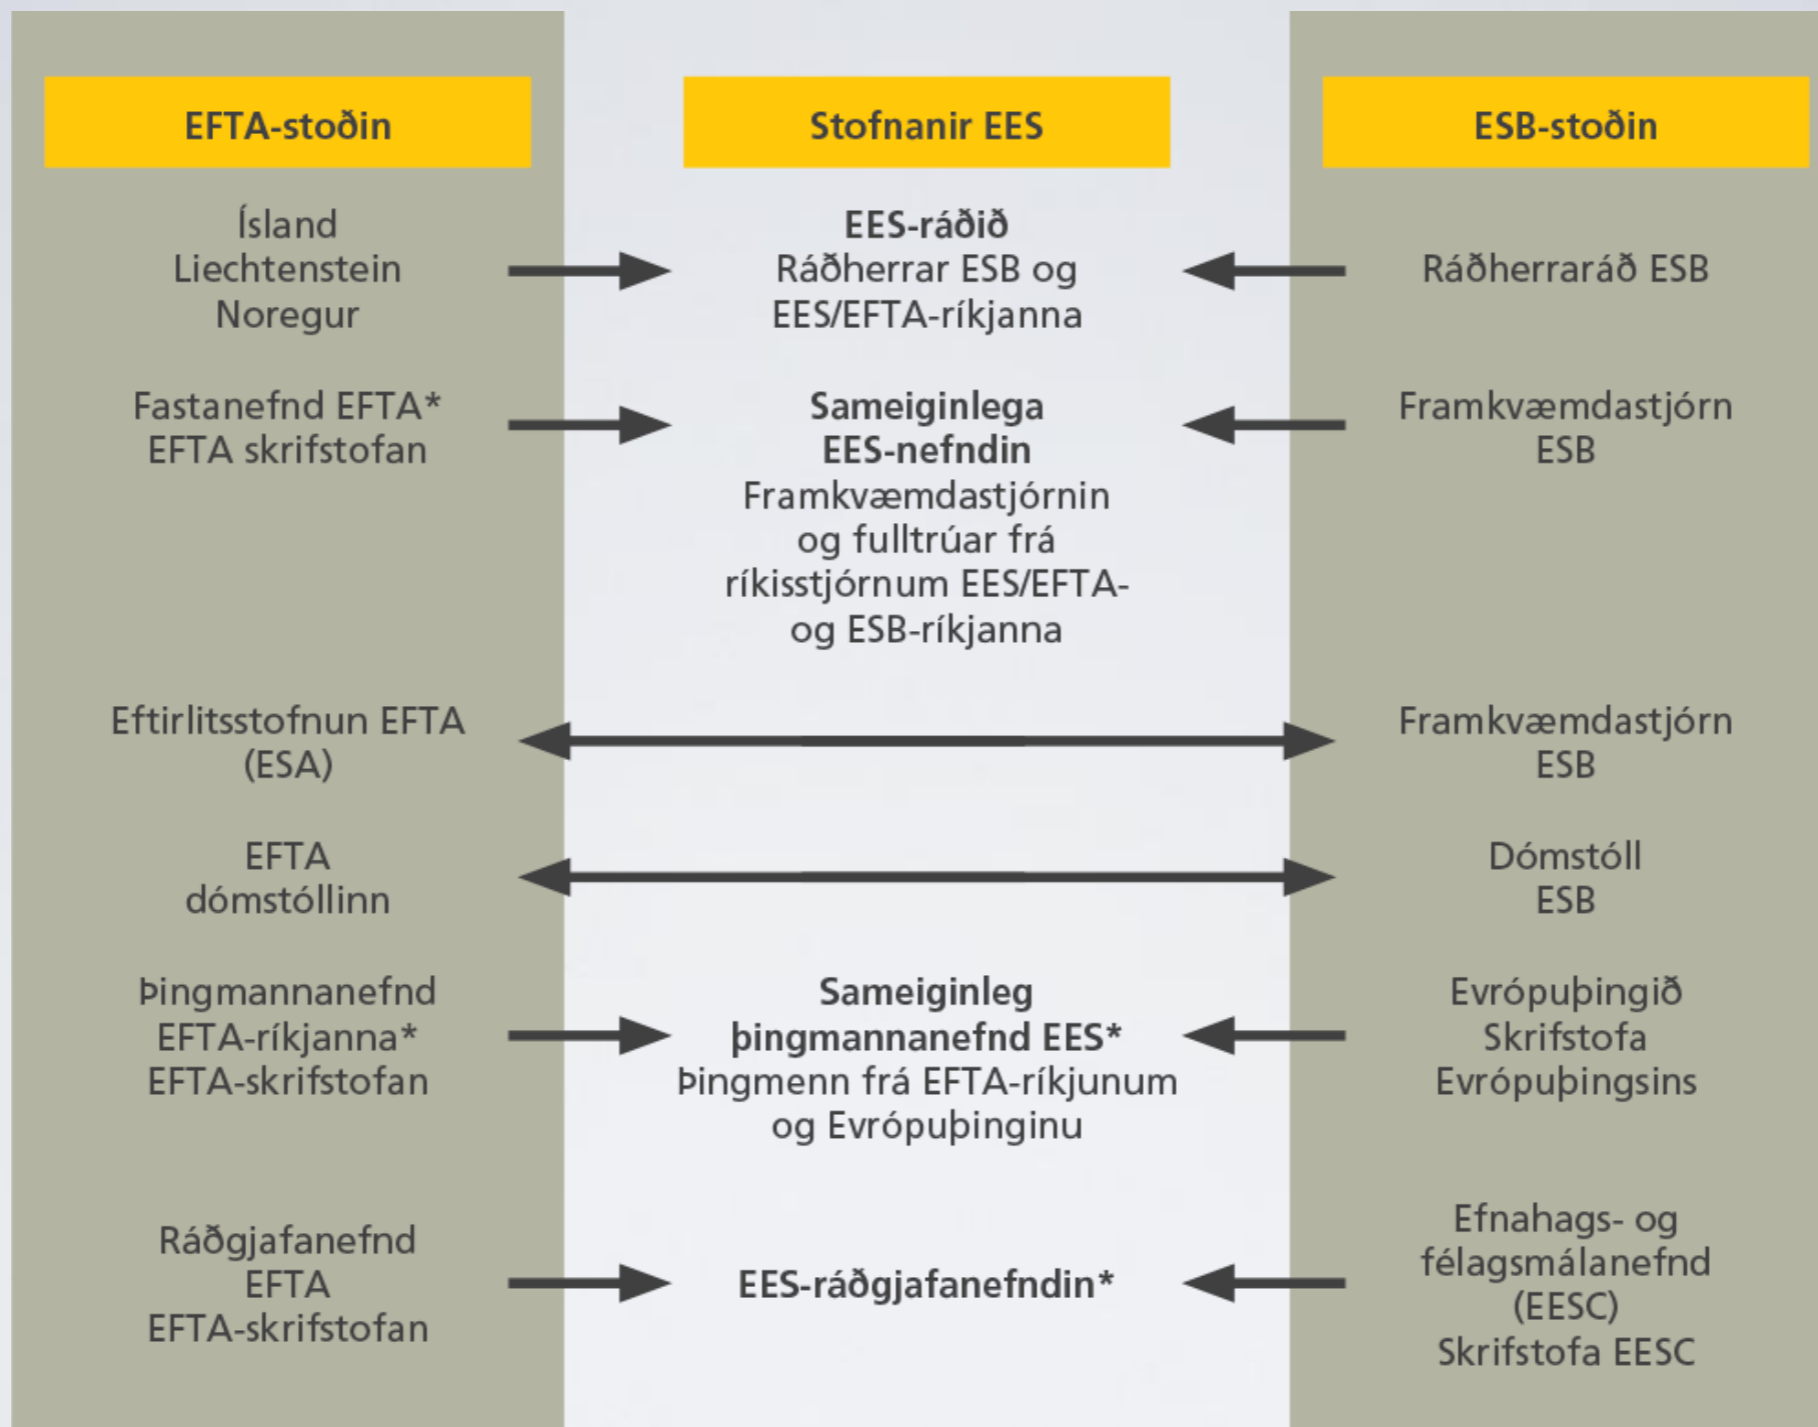 EFTA-stoðin
Stofnanir EES
ESB-stoðin
Ísland
Liechtenstein
Noregur
EES-ráðið
Ráðherrar ESB og
EES/EFTA-ríkjanna
Ráðherraráð ESB
Fastanefnd EFTA*
EFTA skrifstofan
Sameiginlega
EES-nefndin
Framkvæmdastjórnin
og fulltrúar frá
ríkisstjórnum EES/EFTA-
og ESB-ríkjanna
Framkvæmdastjórn
ESB
Eftirlitsstofnun EFTA
(ESA)
Framkvæmdastjórn
ESB
EFTA
dómstóllinn
Dómstóll
ESB
Þingmannanefnd
EFTA-ríkjanna*
EFTA-skrifstofan
Sameiginleg
þingmannanefnd EES*
Þingmenn frá EFTA-ríkjunum
og Evrópuþinginu
Evrópuþingið
Skrifstofa
Evrópuþingsins
Ráðgjafanefnd
EFTA
EFTA-skrifstofan
EES-ráðgjafanefndin*
Efnahags- og
félagsmálanefnd
(EESC)
Skrifstofa EESC